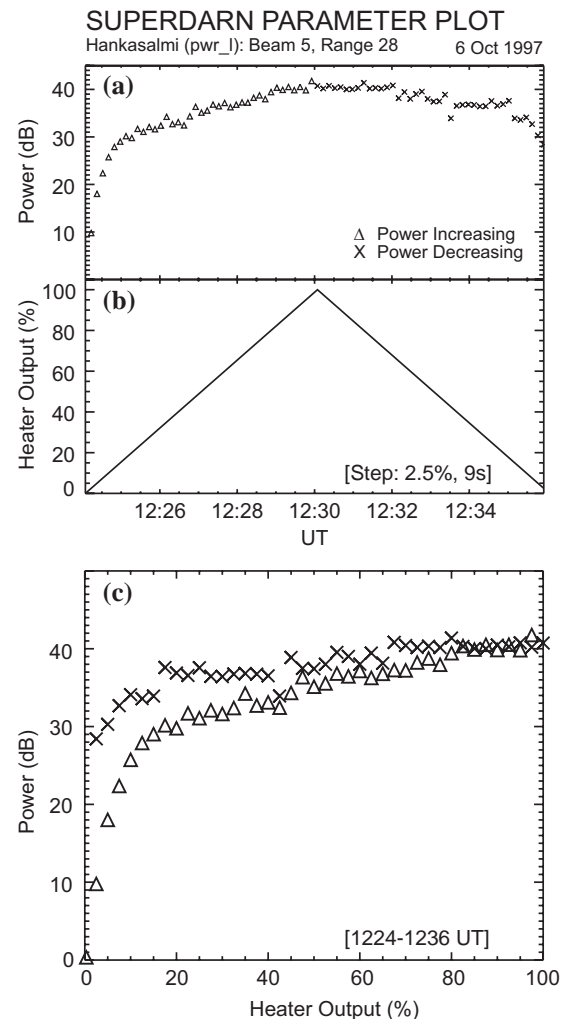 SUPERDARN PARAMETER PLOT
Hankasalmi (pwr_l): Beam 5, Range 28 6 Oct 1997
(a)
40
30
20
10
Power (dB)
Δ Power Increasing
X Power Decreasing
(b)
100
80
60
40
20
0
Heater Output (%)
[Step: 2.5%, 9s]
12:26 12:28 12:30 12:32 12:34
UT
(c)
40
30
20
10
0
Power (dB)
[1224-1236 UT]
0 20 40 60 80 100
Heater Output (%)